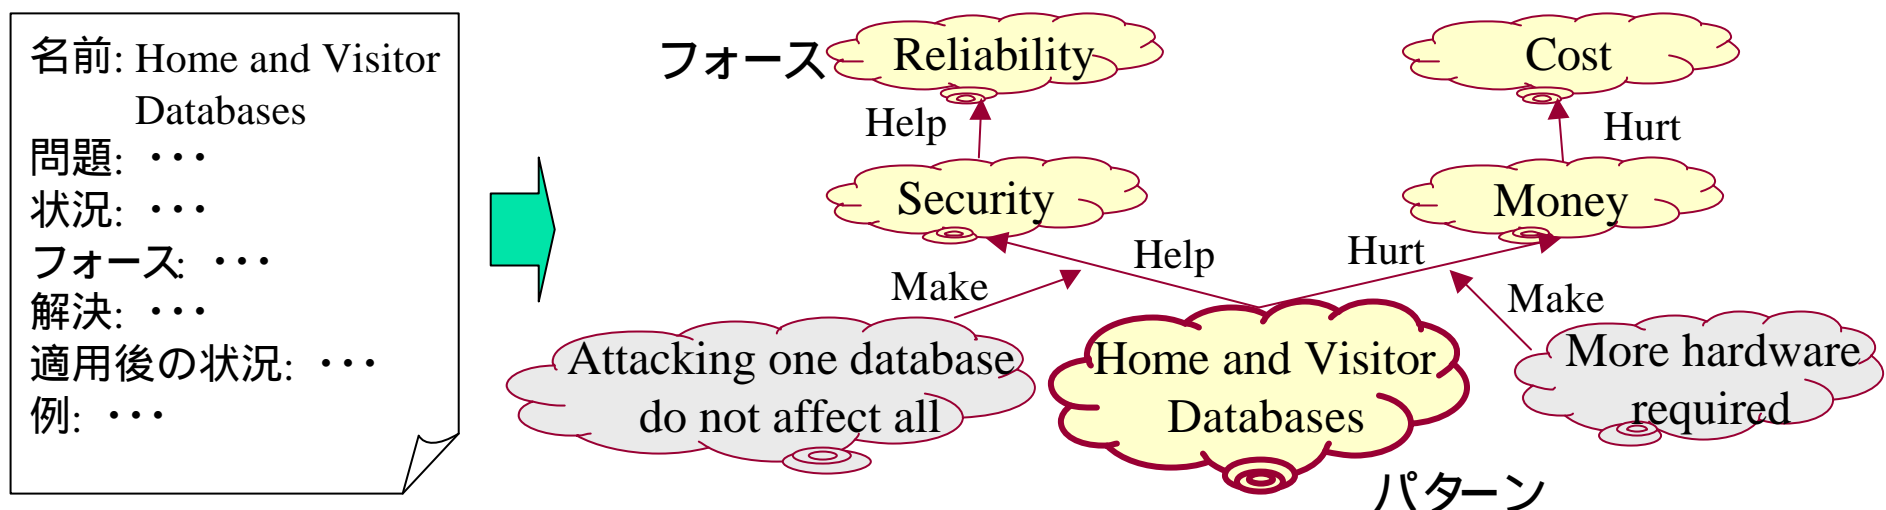 名前: Home and Visitor
Databases
問題: ・・・
状況: ・・・
フォース: ・・・
解決: ・・・
適用後の状況: ・・・
例: ・・・
フォース
Reliability
Cost
Help
Hurt
Security
Money
Help
Hurt
Make
Make
Attacking one database
do not affect all
Home and Visitor
Databases
More hardware
required
パターン